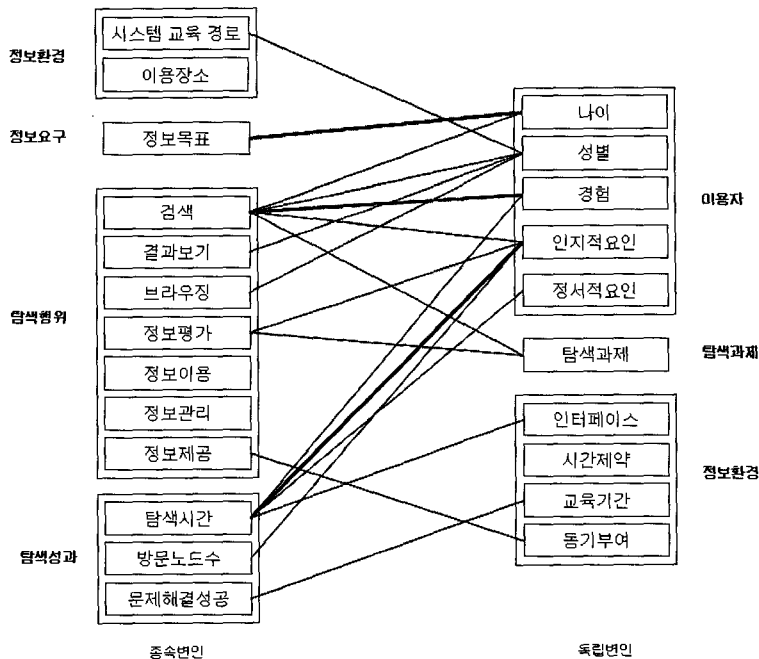 정보환경
시스템 교육 경로
이용장소
정보요구
정보목표
탐색행위
검색
결과보기
브라우징
정보평가
정보이용
정보관리
정보제공
탐색성과
탐색시간
방문노드수
문제해결성공
종속변인
나이
성별
경험
인지적요인
정서적요인
이용자
탐색과제
탐색과제
인터페이스
시간제약
교육기간
동기부여
정보환경
독립변인